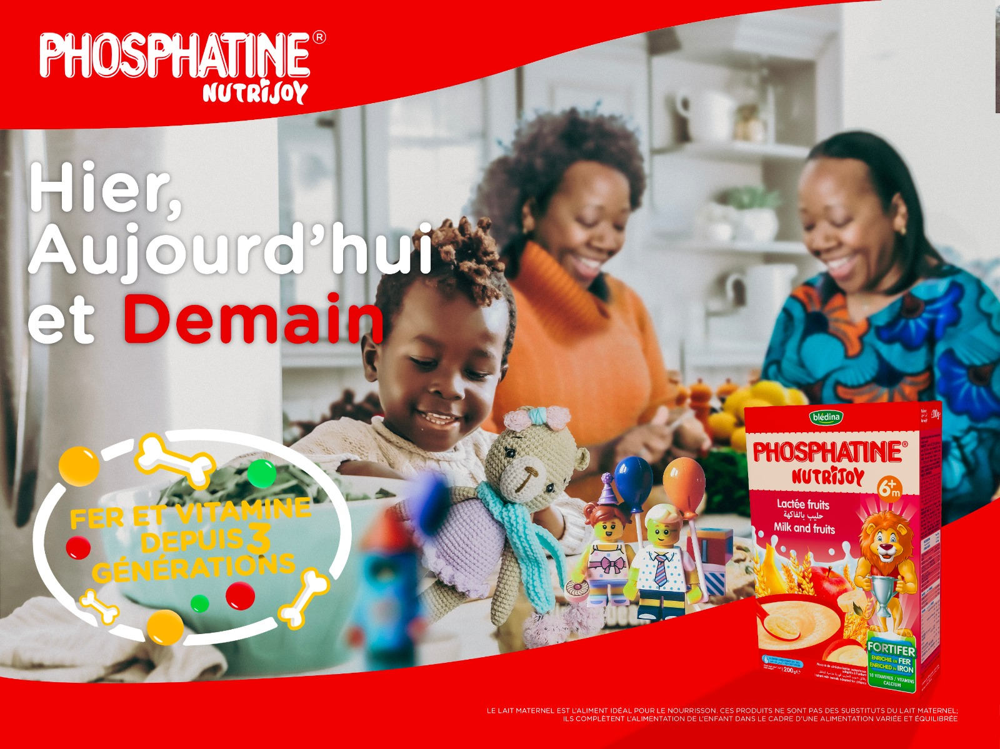 PHOSPHATINE®
NUTRIJOY
Hier,
Aujourd'hui
et Demain
FER ET VITAMINE
DEPUIS 3
GÉNÉRATIONS
blédina
PHOSPHATINE®
NUTRIJOY
6+
m
Lactée fruits
حليب بالفاكهة
Milk and fruits
FORTIFER
ENRICHIE EN FER
ENRICHED IN IRON
10 VITAMINES / VITAMINS
CALCIUM
200g
LE LAIT MATERNEL EST L'ALIMENT IDÉAL POUR LE NOURRISSON. CES PRODUITS NE SONT PAS DES SUBSTITUTS DU LAIT MATERNEL;
ILS COMPLÈTENT L'ALIMENTATION DE L'ENFANT DANS LE CADRE D'UNE ALIMENTATION VARIÉE ET ÉQUILIBRÉE